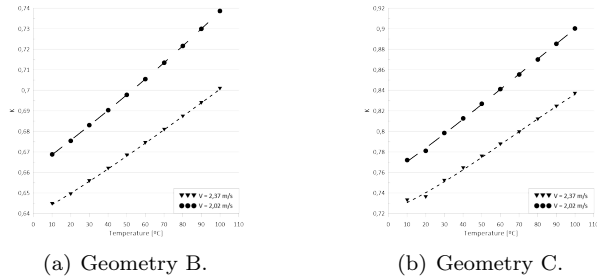 0,74
0,73
0,72
0,71
0,7
0,69
0,68
0,67
0,66
0,65
0,64
K
0 10 20 30 40 50 60 70 80 90 100 110
Temperature [ºC]
V = 2,37 m/s
V = 2,02 m/s
(a) Geometry B.
0,92
0,9
0,88
0,86
0,84
0,82
0,8
0,78
0,76
0,74
0,72
K
0 10 20 30 40 50 60 70 80 90 100 110
Temperature [ºC]
V = 2,37 m/s
V = 2,02 m/s
(b) Geometry C.